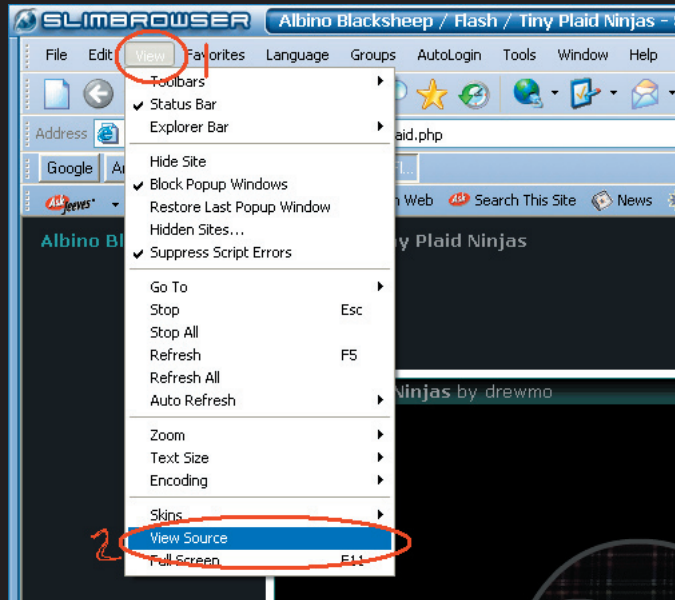 SLIMBROWSER Albino Blacksheep / Flash / Tiny Plaid Ninjas -
File Edit View Favorites Language Groups AutoLogin Tools Window Help
1
Toolbars
Status Bar
Explorer Bar
Address aid.php
Google
Hide Site
Block Popup Windows
Restore Last Popup Window
Hidden Sites...
Suppress Script Errors
Jeeves Web Search This Site News
Albino Bl y Plaid Ninjas
Go To
Stop Esc
Stop All
Refresh F5
Refresh All
Auto Refresh
Ninjas by drewmo
Zoom
Text Size
Encoding
Skins
2 View Source
Full Screen F11